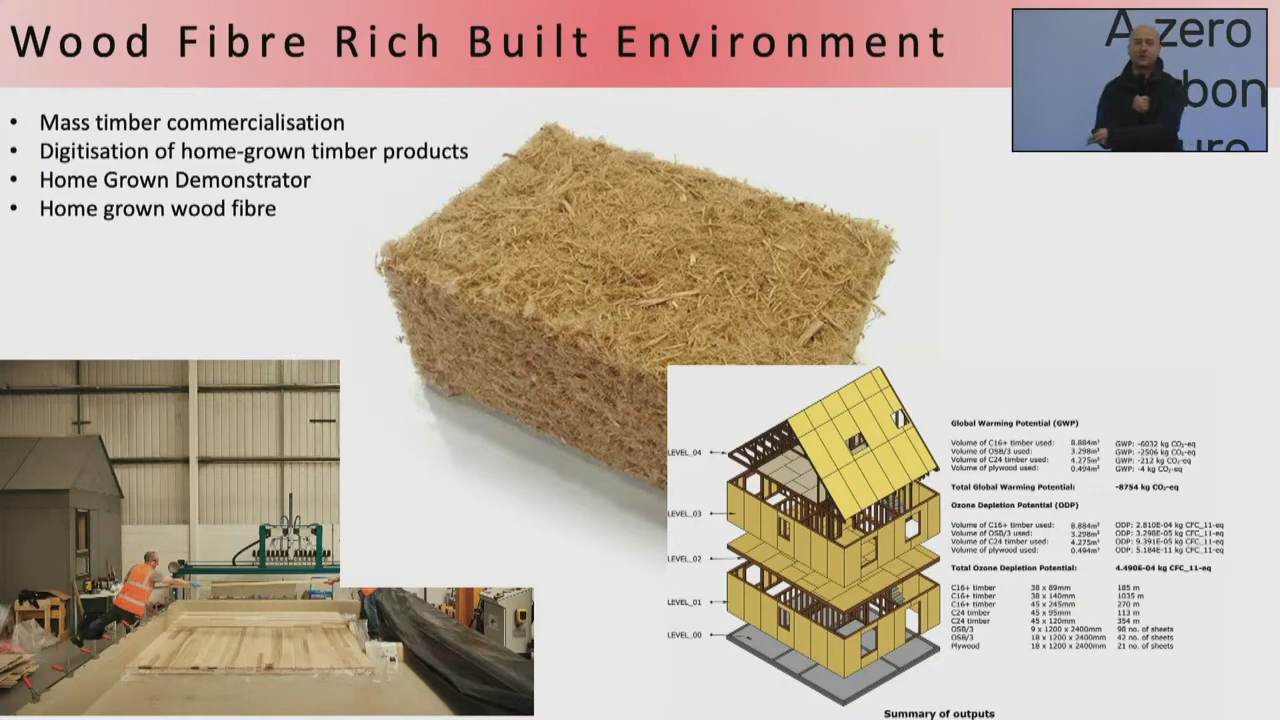 Wood Fibre Rich Built Environment
A zero
bon
ure
• Mass timber commercialisation
• Digitisation of home-grown timber products
• Home Grown Demonstrator
• Home grown wood fibre
LEVEL_04
LEVEL_03
LEVEL_02
LEVEL_01
LEVEL_00
Global Warming Potential (GWP)
Volume of C16+ timber used: 8.884m³ GWP: -6032 kg CO₂-eq
Volume of OSB/3 used: 3.298m³ GWP: -2506 kg CO₂-eq
Volume of C24 timber used: 4.275m³ GWP: -212 kg CO₂-eq
Volume of plywood used: 0.494m³ GWP: -4 kg CO₂-eq
Total Global Warming Potential: -8754 kg CO₂-eq
Ozone Depletion Potential (ODP)
Volume of C16+ timber used: 8.884m³ ODP: 2.810E-04 kg CFC_11-eq
Volume of OSB/3 used: 3.298m³ ODP: 3.298E-05 kg CFC_11-eq
Volume of C24 timber used: 4.275m³ ODP: 9.391E-05 kg CFC_11-eq
Volume of plywood used: 0.494m³ ODP: 5.184E-11 kg CFC_11-eq
Total Ozone Depletion Potential: 4.490E-04 kg CFC_11-eq
C16+ timber 38 x 89mm 185 m
C16+ timber 38 x 140mm 1035 m
C16+ timber 45 x 245mm 270 m
C24 timber 45 x 95mm 113 m
C24 timber 45 x 120mm 354 m
OSB/3 9 x 1200 x 2400mm 98 no. of sheets
OSB/3 18 x 1200 x 2400mm 42 no. of sheets
Plywood 18 x 1200 x 2400mm 21 no. of sheets
Summary of outputs